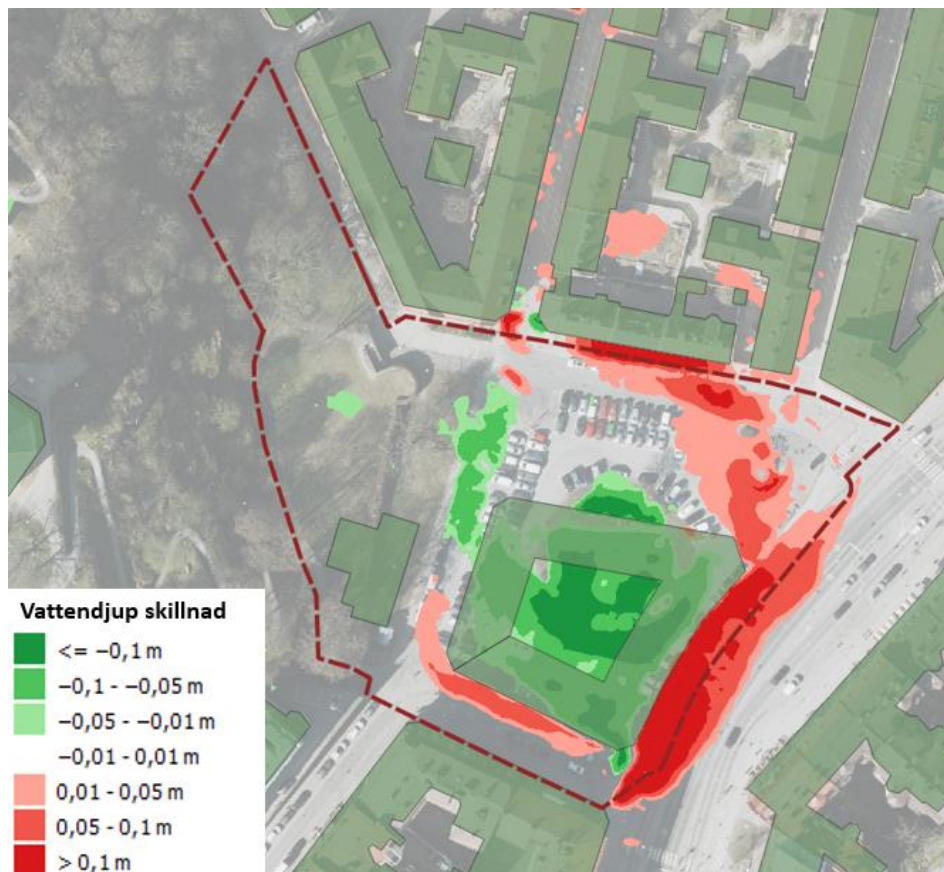 Vattendjup skillnad
<= −0,1 m
−0,1 - −0,05 m
−0,05 - −0,01 m
−0,01 - 0,01 m
0,01 - 0,05 m
0,05 - 0,1 m
> 0,1 m